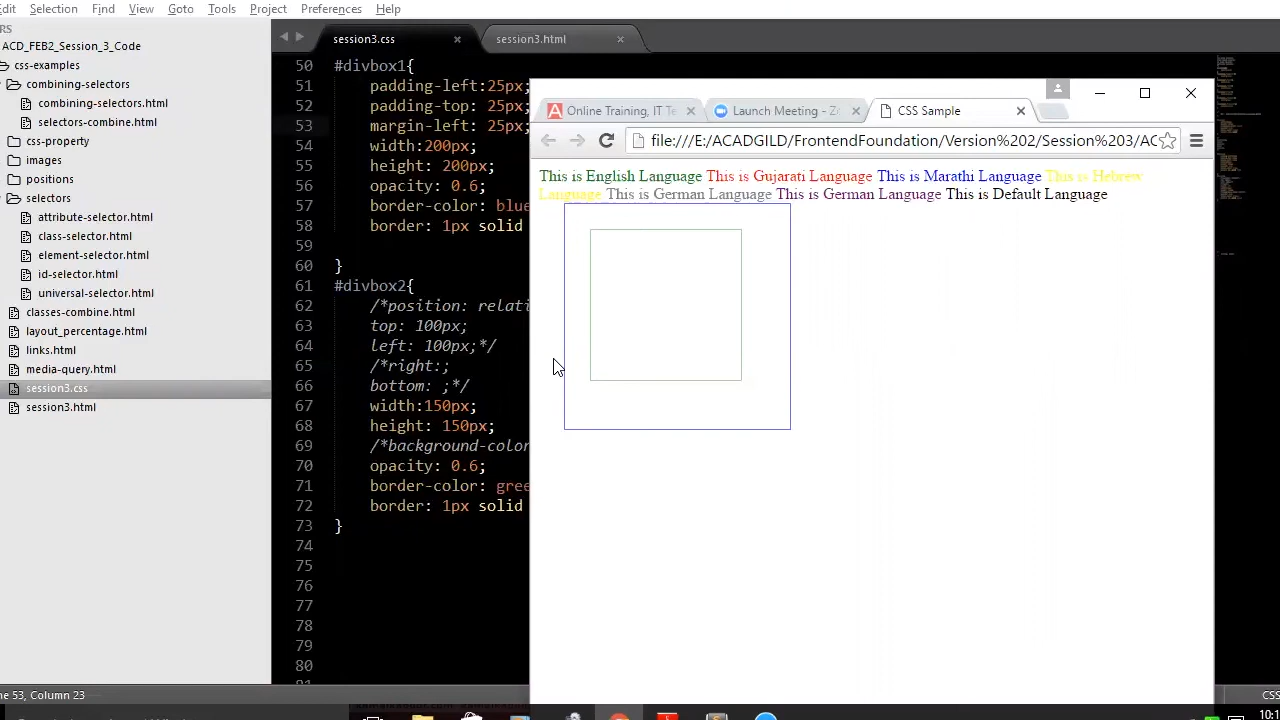 Edit Selection Find View Goto Tools Project Preferences Help
RS
ACD_FEB2_Session_3_Code
css-examples
combining-selectors
combining-selectors.html
selectors-combine.html
css-property
images
positions
selectors
attribute-selector.html
class-selector.html
element-selector.html
id-selector.html
universal-selector.html
layout_percentage.html
links.html
media-query.html
session3.css
session3.html
session3.css × session3.html ×
50 #divbox1{
51 padding-left:25px;
52 padding-top: 25px;
53 margin-left: 25px;
54 width:200px;
55 height: 200px;
56 opacity: 0.6;
57 border-color: blue
58 border: 1px solid
59
60 }
61 #divbox2{
62 /*position: relati
63 top: 100px;
64 left: 100px;*/
65 /*right:;
66 bottom: ;*/
67 width:150px;
68 height: 150px;
69 /*background-color
70 opacity: 0.6;
71 border-color: gree
72 border: 1px solid
73 }
74
75
76
77
78
79
80
81
Online Training, IT Te × Launch Meeting - Zo × CSS Sample ×
file:///E:/ACADGILD/FrontendFoundation/Version%202/Session%203/AC
This is English Language This is Gujarati Language This is Marathi Language This is Hebrew
Language This is German Language This is German Language This is Default Language
ne 53, Column 23
CSS
10:1